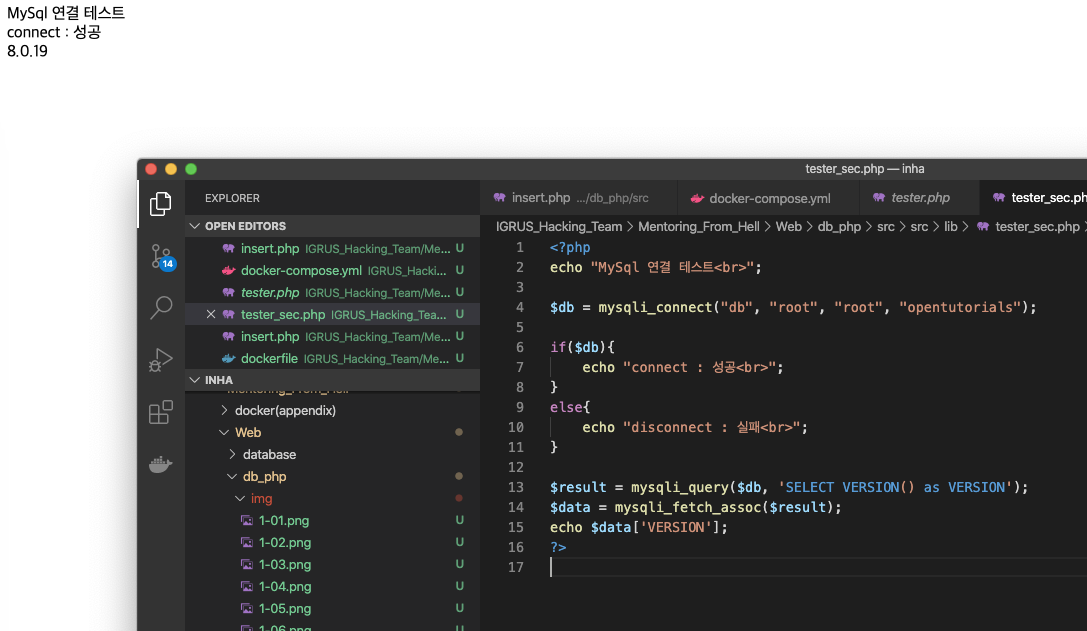 MySql 연결 테스트
connect : 성공
8.0.19
tester_sec.php — inha
EXPLORER
OPEN EDITORS
insert.php IGRUS_Hacking_Team/Me... U
docker-compose.yml IGRUS_Hacki... U
tester.php IGRUS_Hacking_Team/Me... U
tester_sec.php IGRUS_Hacking_Tea... U
insert.php IGRUS_Hacking_Team/Me... U
dockerfile IGRUS_Hacking_Team/Me... U
INHA
Mentoring_From_Hell
docker(appendix)
Web
database
db_php
img
1-01.png U
1-02.png U
1-03.png U
1-04.png U
1-05.png U
1-06.png U
14
insert.php .../db_php/src docker-compose.yml tester.php tester_sec.ph
IGRUS_Hacking_Team > Mentoring_From_Hell > Web > db_php > src > src > lib > tester_sec.php >
1 <?php
2 echo "MySql 연결 테스트<br>";
3
4 $db = mysqli_connect("db", "root", "root", "opentutorials");
5
6 if($db){
7 echo "connect : 성공<br>";
8 }
9 else{
10 echo "disconnect : 실패<br>";
11 }
12
13 $result = mysqli_query($db, 'SELECT VERSION() as VERSION');
14 $data = mysqli_fetch_assoc($result);
15 echo $data['VERSION'];
16 ?>
17